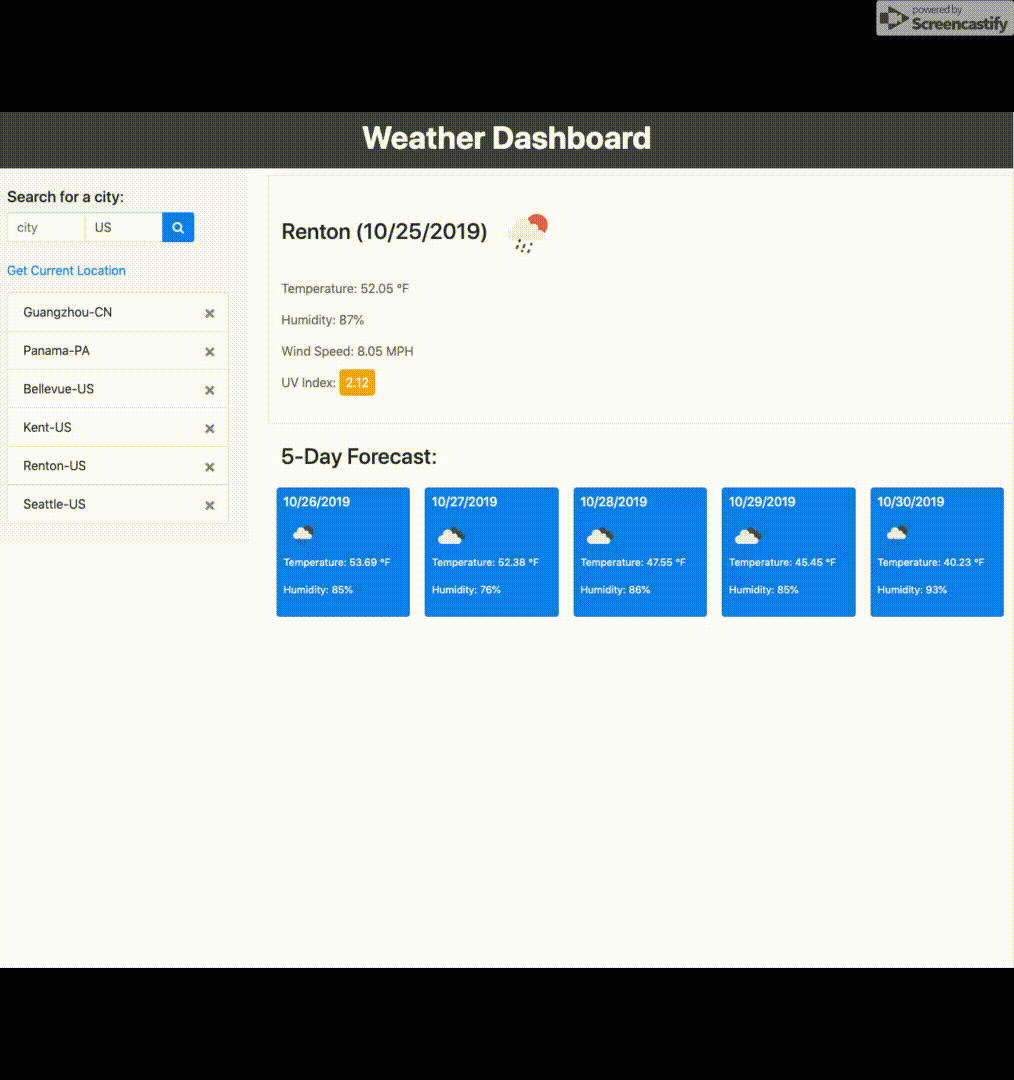 powered by
Screencastify
Weather Dashboard
Search for a city:
city
US
Get Current Location
Guangzhou-CN
Panama-PA
Bellevue-US
Kent-US
Renton-US
Seattle-US
Renton (10/25/2019)
Temperature: 52.05 °F
Humidity: 87%
Wind Speed: 8.05 MPH
UV Index: 2.12
5-Day Forecast:
10/26/2019
Temperature: 53.69 °F
Humidity: 85%
10/27/2019
Temperature: 52.38 °F
Humidity: 76%
10/28/2019
Temperature: 47.55 °F
Humidity: 86%
10/29/2019
Temperature: 45.45 °F
Humidity: 85%
10/30/2019
Temperature: 40.23 °F
Humidity: 93%